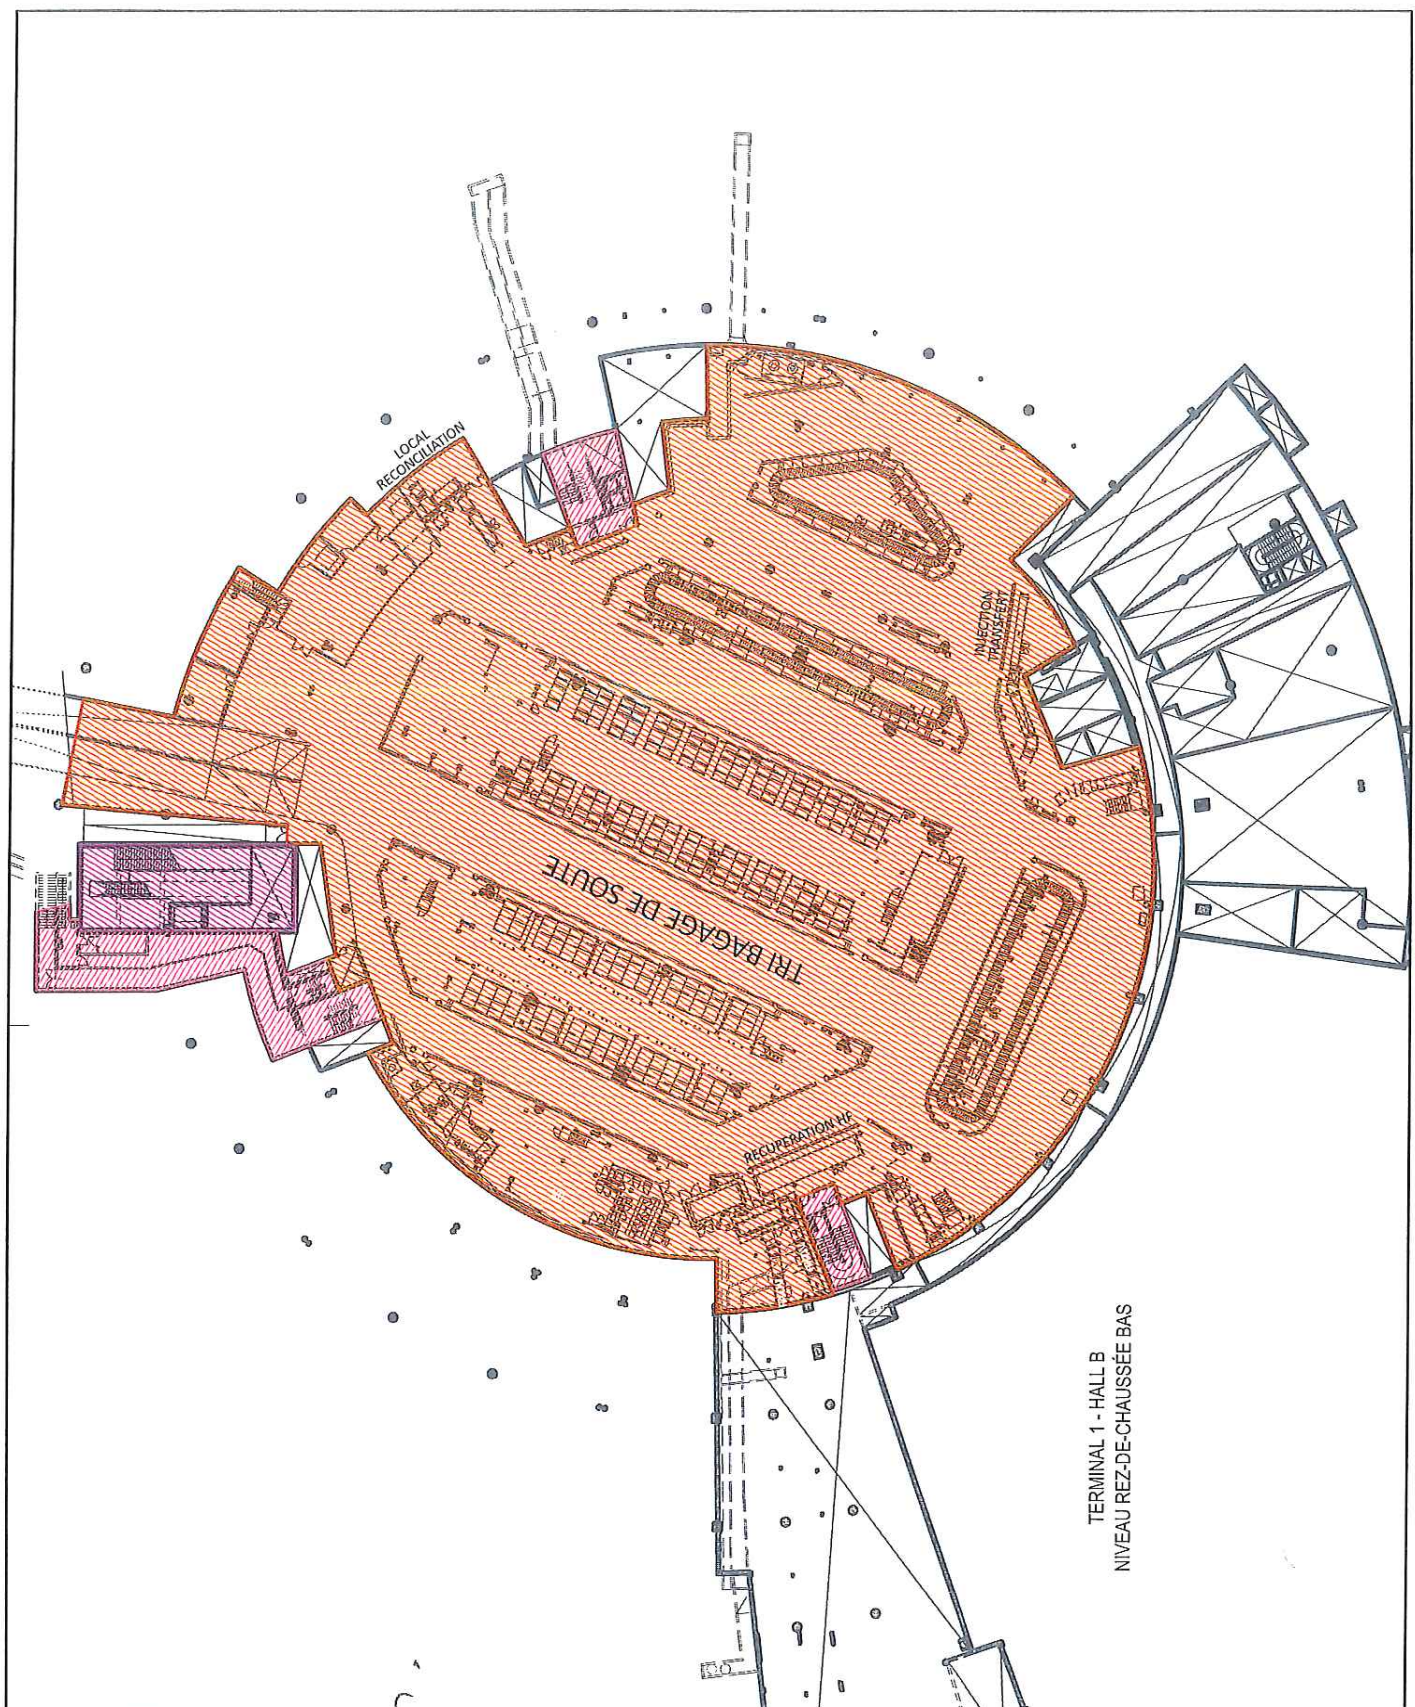 LOCAL
RECONCILIATION
INJECTION
TRANSFERT
TRI BAGAGE DE SOUTE
RECUPERATION HF
TERMINAL 1 - HALL B
NIVEAU REZ-DE-CHAUSSÉE BAS